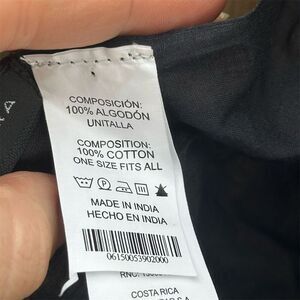 COMPOSICIÓN:
100% ALGODÓN
UNITALLA
COMPOSITION:
100% COTTON
ONE SIZE FITS ALL
MADE IN INDIA
HECHO EN INDIA
06150053902000
COSTA RICA